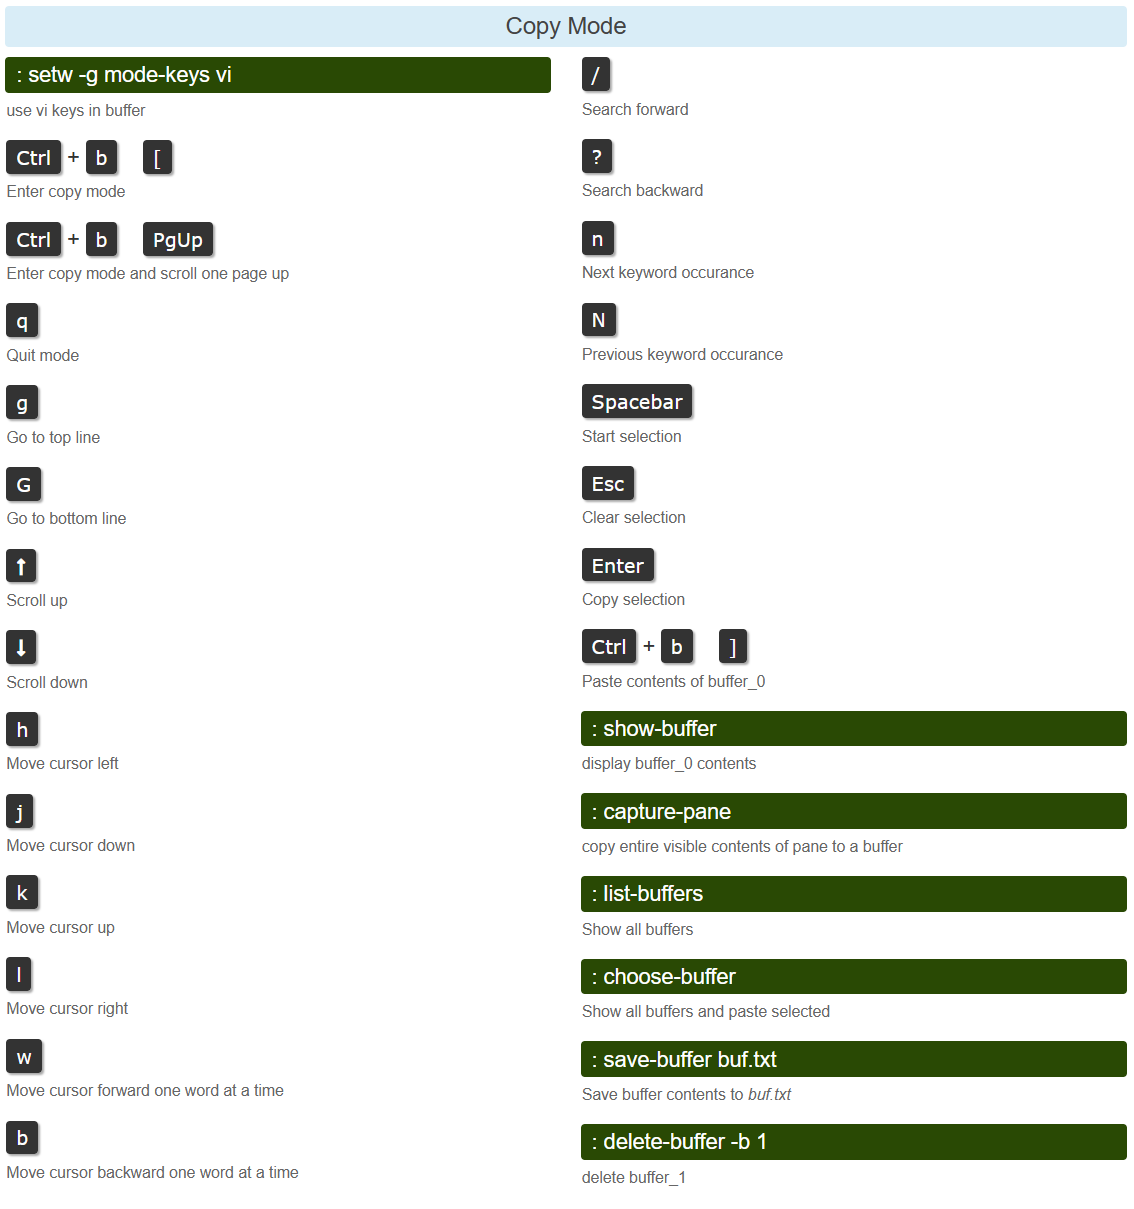 Copy Mode
: setw -g mode-keys vi
use vi keys in buffer
Ctrl + b [
Enter copy mode
Ctrl + b PgUp
Enter copy mode and scroll one page up
q
Quit mode
g
Go to top line
G
Go to bottom line
↑
Scroll up
↓
Scroll down
h
Move cursor left
j
Move cursor down
k
Move cursor up
l
Move cursor right
w
Move cursor forward one word at a time
b
Move cursor backward one word at a time
/
Search forward
?
Search backward
n
Next keyword occurance
N
Previous keyword occurance
Spacebar
Start selection
Esc
Clear selection
Enter
Copy selection
Ctrl + b ]
Paste contents of buffer_0
: show-buffer
display buffer_0 contents
: capture-pane
copy entire visible contents of pane to a buffer
: list-buffers
Show all buffers
: choose-buffer
Show all buffers and paste selected
: save-buffer buf.txt
Save buffer contents to buf.txt
: delete-buffer -b 1
delete buffer_1